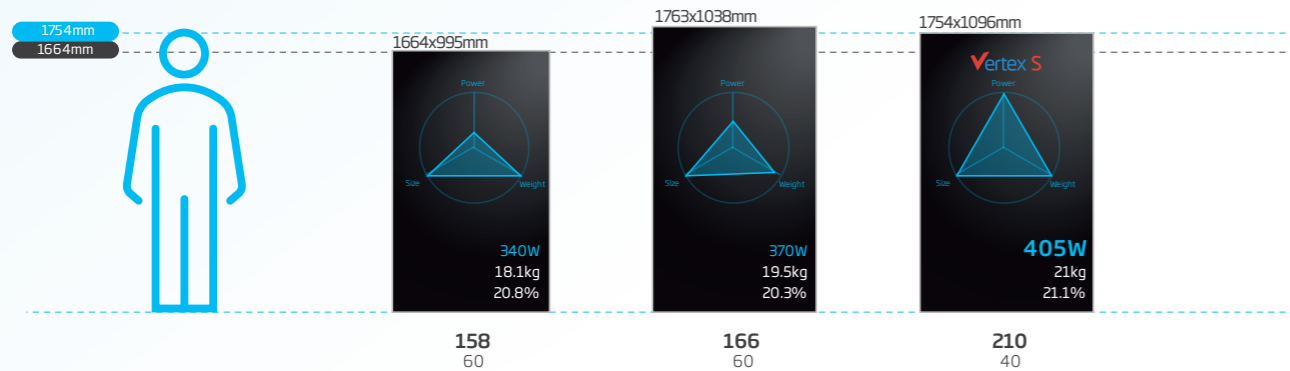 1754mm
1664mm
1664x995mm
Power
Size
Weight
340W
18.1kg
20.8%
158
60
1763x1038mm
Power
Size
Weight
370W
19.5kg
20.3%
166
60
1754x1096mm
Vertex S
Power
Size
Weight
405W
21kg
21.1%
210
40